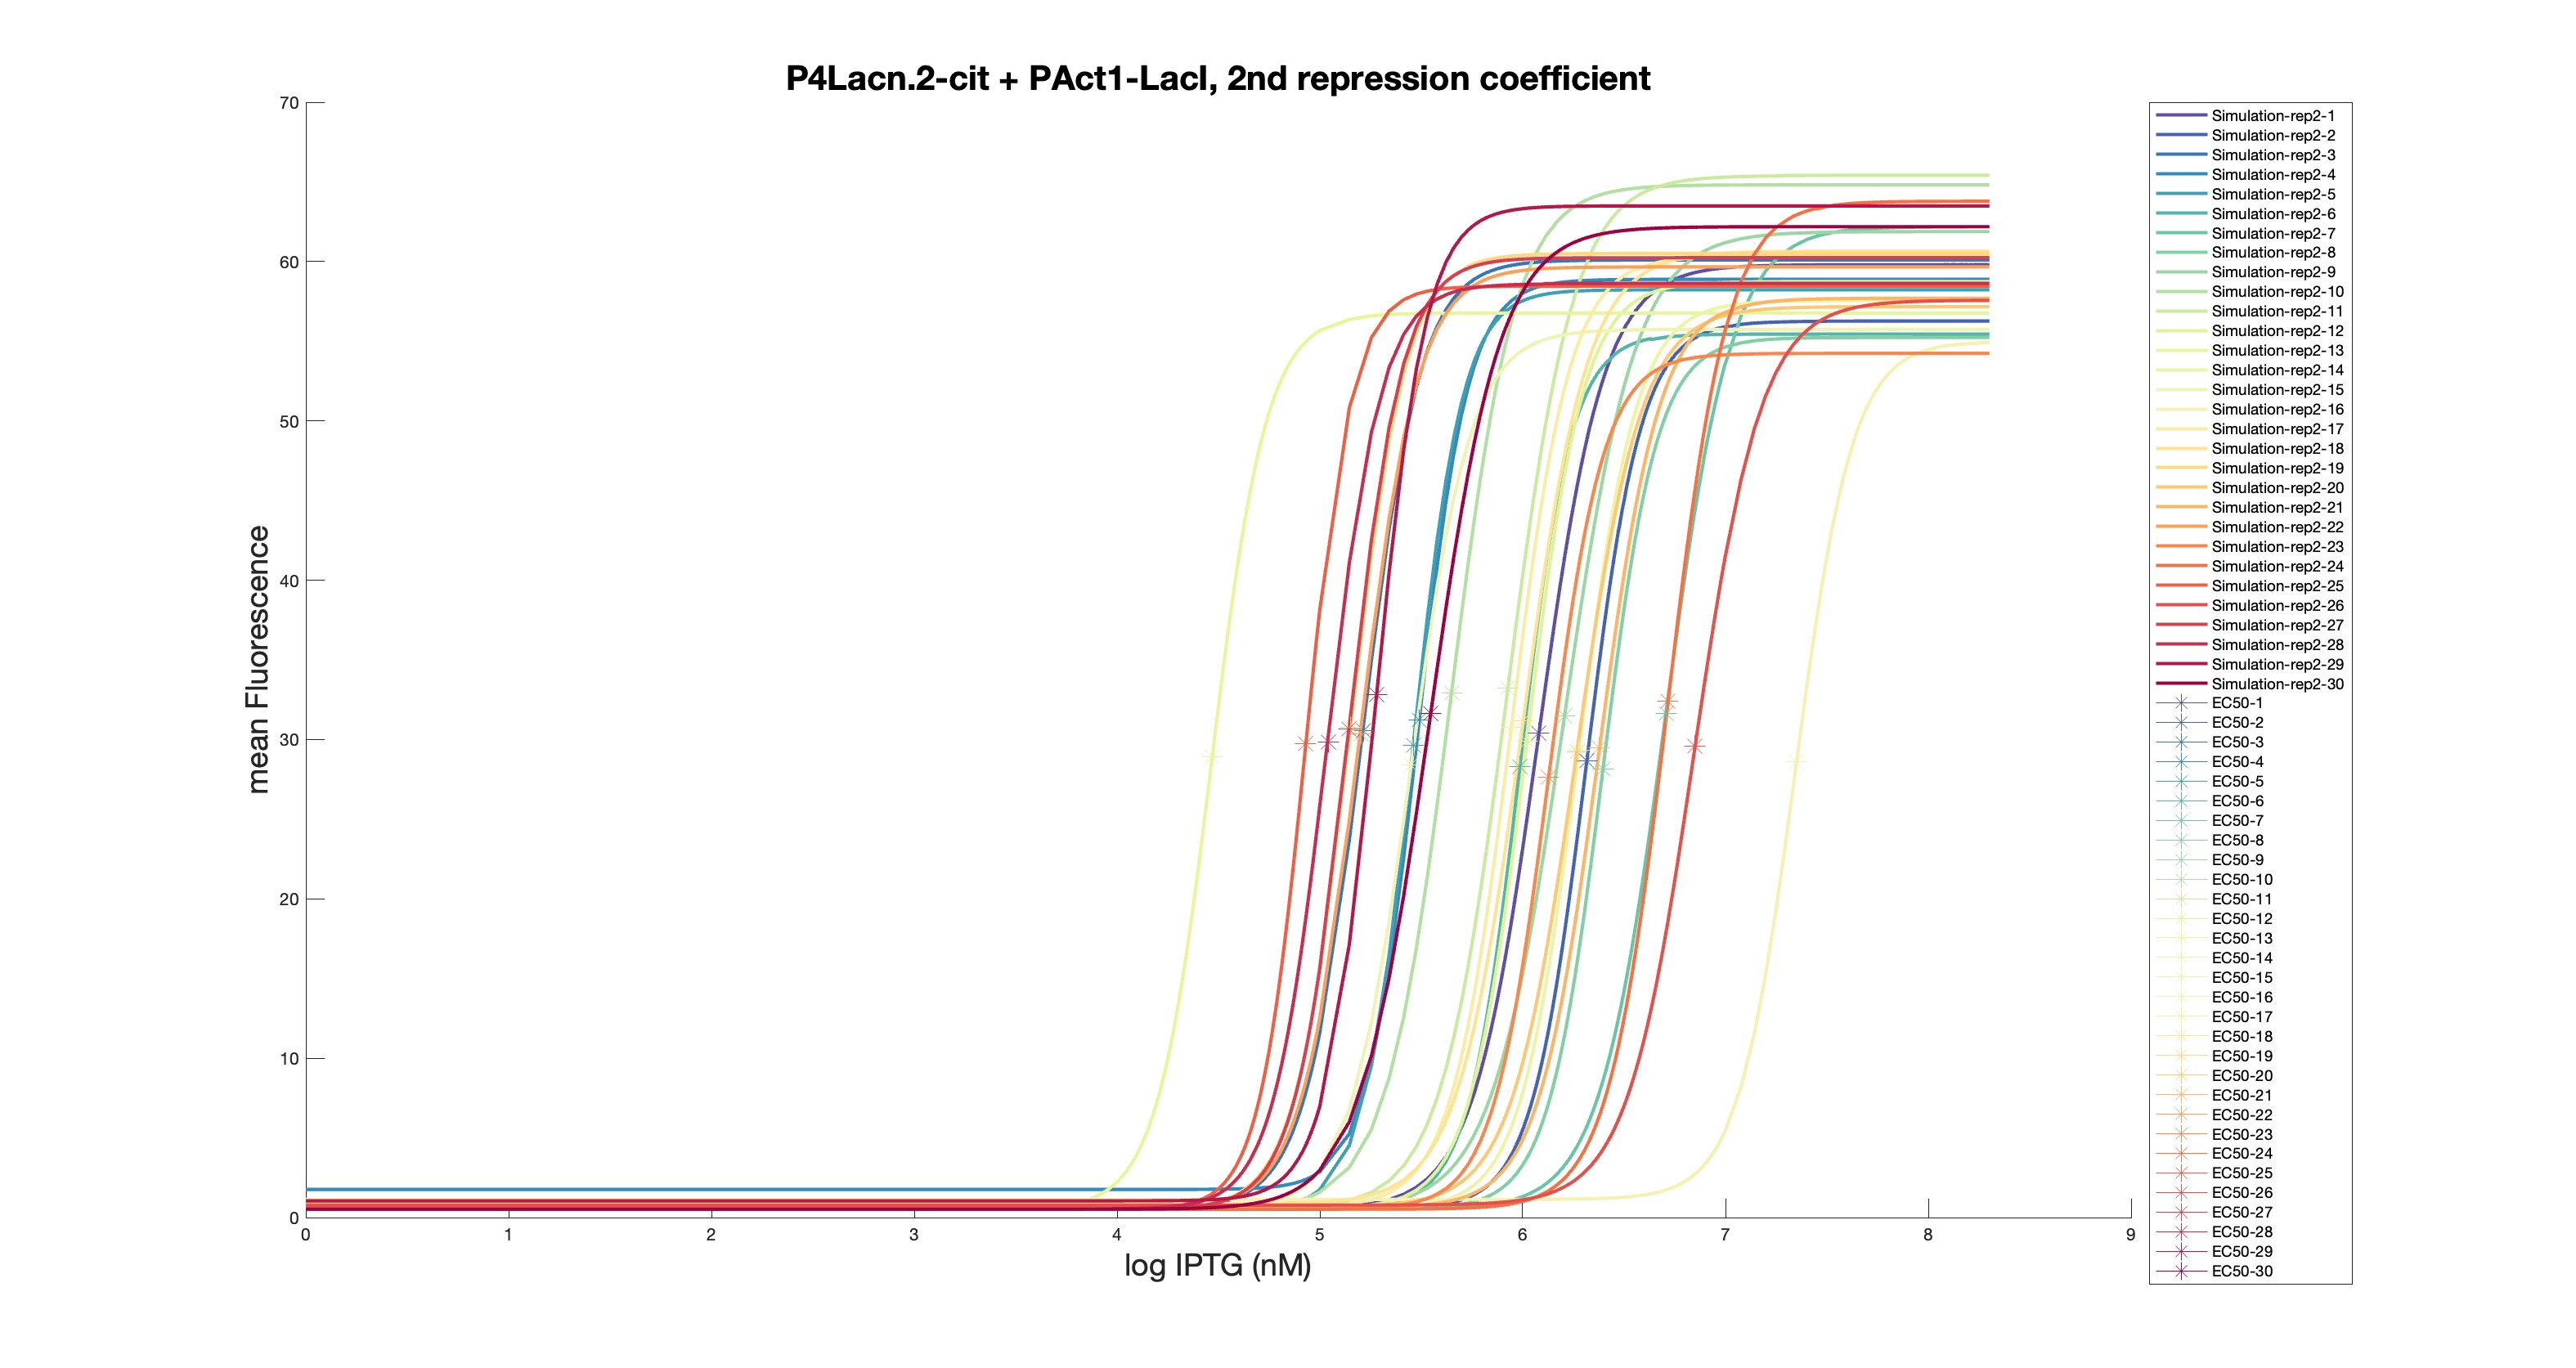 P4Lacn.2-cit + PAct1-LacI, 2nd repression coefficient
70
60
50
40
30
20
10
0
mean Fluorescence
0 1 2 3 4 5 6 7 8 9
log IPTG (nM)
Simulation-rep2-1
Simulation-rep2-2
Simulation-rep2-3
Simulation-rep2-4
Simulation-rep2-5
Simulation-rep2-6
Simulation-rep2-7
Simulation-rep2-8
Simulation-rep2-9
Simulation-rep2-10
Simulation-rep2-11
Simulation-rep2-12
Simulation-rep2-13
Simulation-rep2-14
Simulation-rep2-15
Simulation-rep2-16
Simulation-rep2-17
Simulation-rep2-18
Simulation-rep2-19
Simulation-rep2-20
Simulation-rep2-21
Simulation-rep2-22
Simulation-rep2-23
Simulation-rep2-24
Simulation-rep2-25
Simulation-rep2-26
Simulation-rep2-27
Simulation-rep2-28
Simulation-rep2-29
Simulation-rep2-30
EC50-1
EC50-2
EC50-3
EC50-4
EC50-5
EC50-6
EC50-7
EC50-8
EC50-9
EC50-10
EC50-11
EC50-12
EC50-13
EC50-14
EC50-15
EC50-16
EC50-17
EC50-18
EC50-19
EC50-20
EC50-21
EC50-22
EC50-23
EC50-24
EC50-25
EC50-26
EC50-27
EC50-28
EC50-29
EC50-30